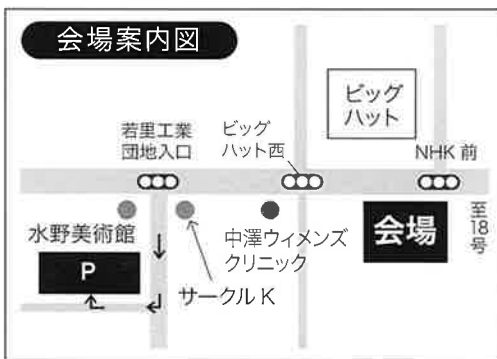 会場案内図
ビッグ
ハット
若里工業
団地入口
ビッグ
ハット西
NHK 前
水野美術館
P
サークル K
中澤ウィメンズ
クリニック
会場
至18号